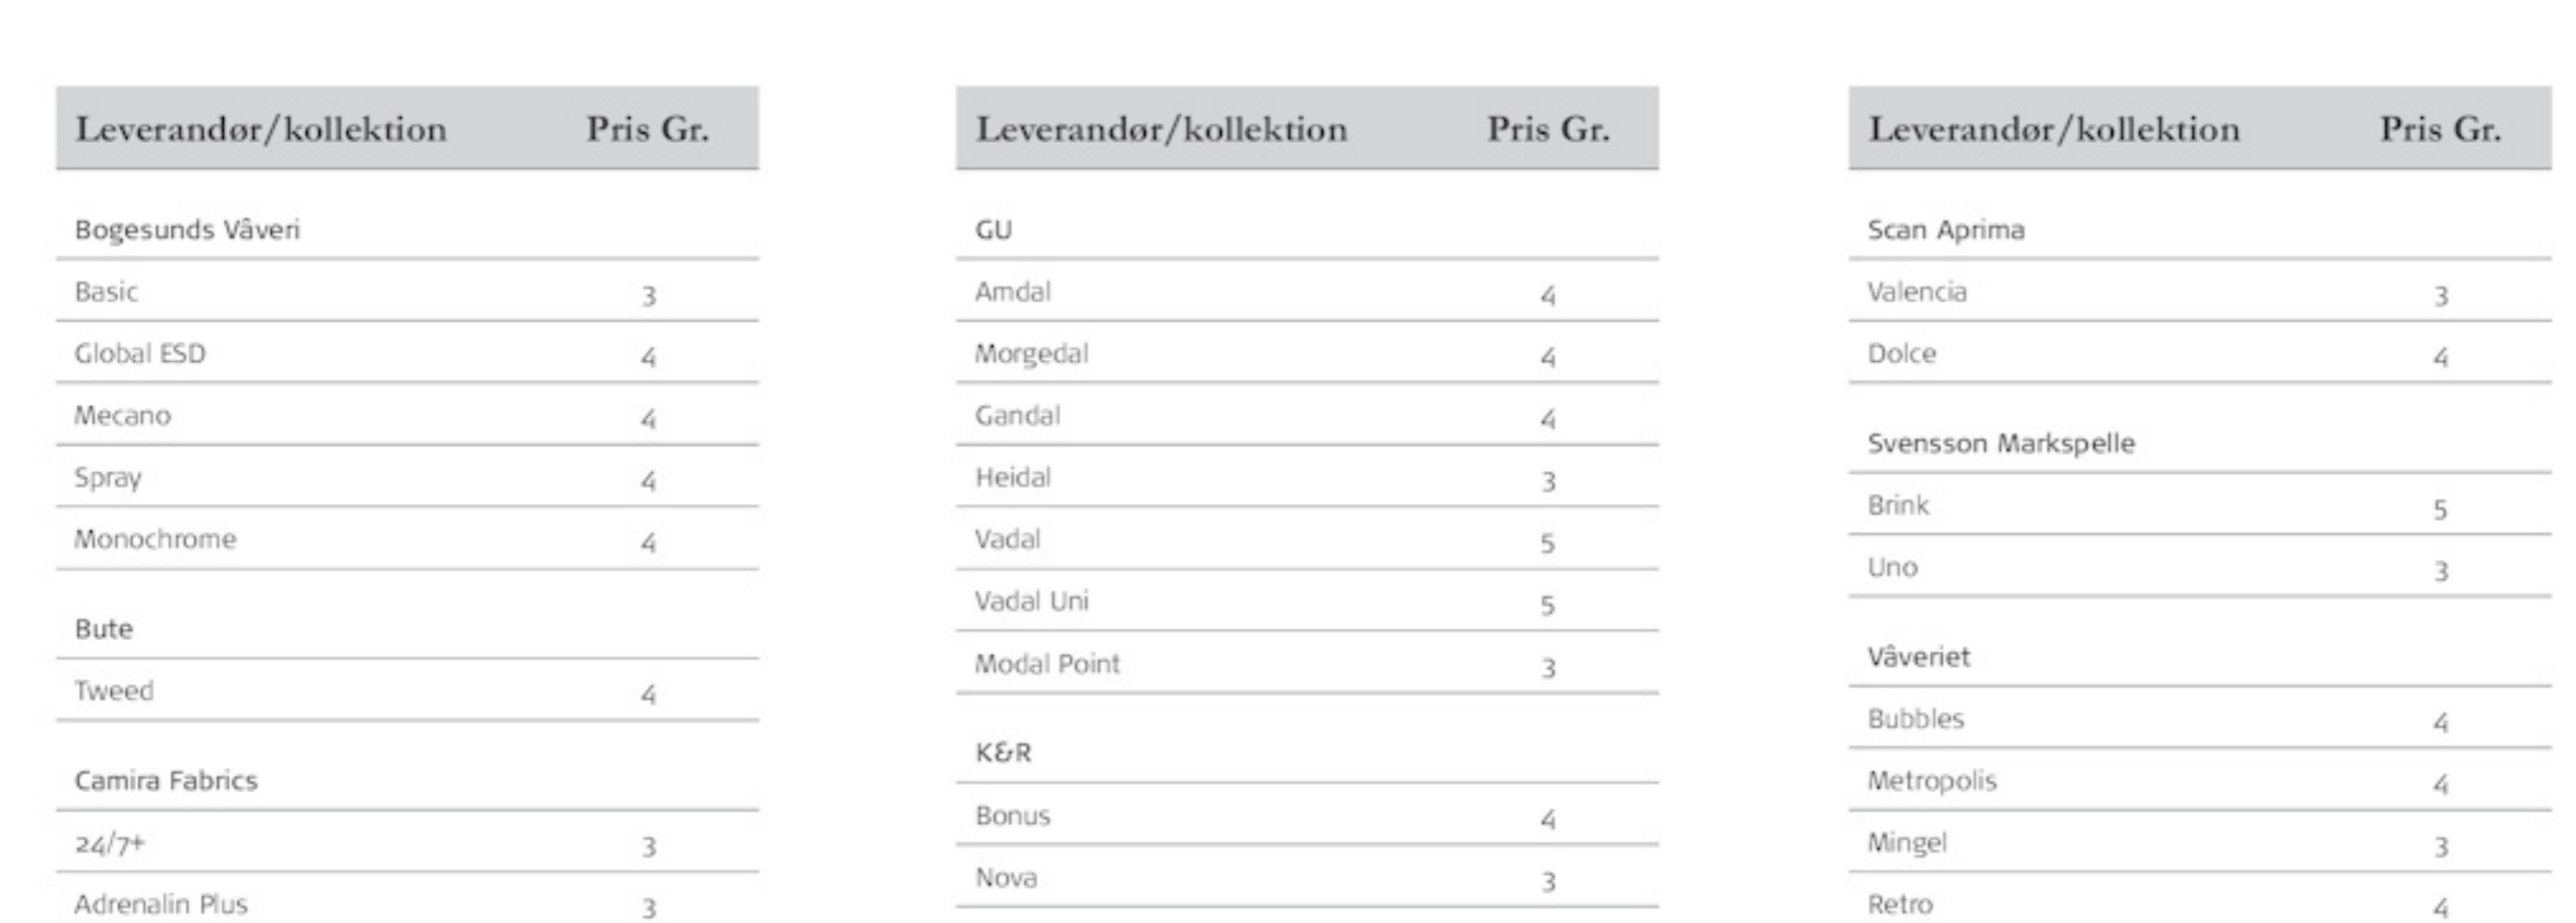 Leverandør/kollektion Pris Gr.
Bogesunds Vâveri
Basic 3
Global ESD 4
Mecano 4
Spray 4
Monochrome 4
Bute
Tweed 4
Camira Fabrics
24/7+ 3
Adrenalin Plus 3
Leverandør/kollektion Pris Gr.
GU
Amdal 4
Morgedal 4
Gandal 4
Heidal 3
Vadal 5
Vadal Uni 5
Modal Point 3
K&R
Bonus 4
Nova 3
Leverandør/kollektion Pris Gr.
Scan Aprima
Valencia 3
Dolce 4
Svensson Markspelle
Brink 5
Uno 3
Vâveriet
Bubbles 4
Metropolis 4
Mingel 3
Retro 4